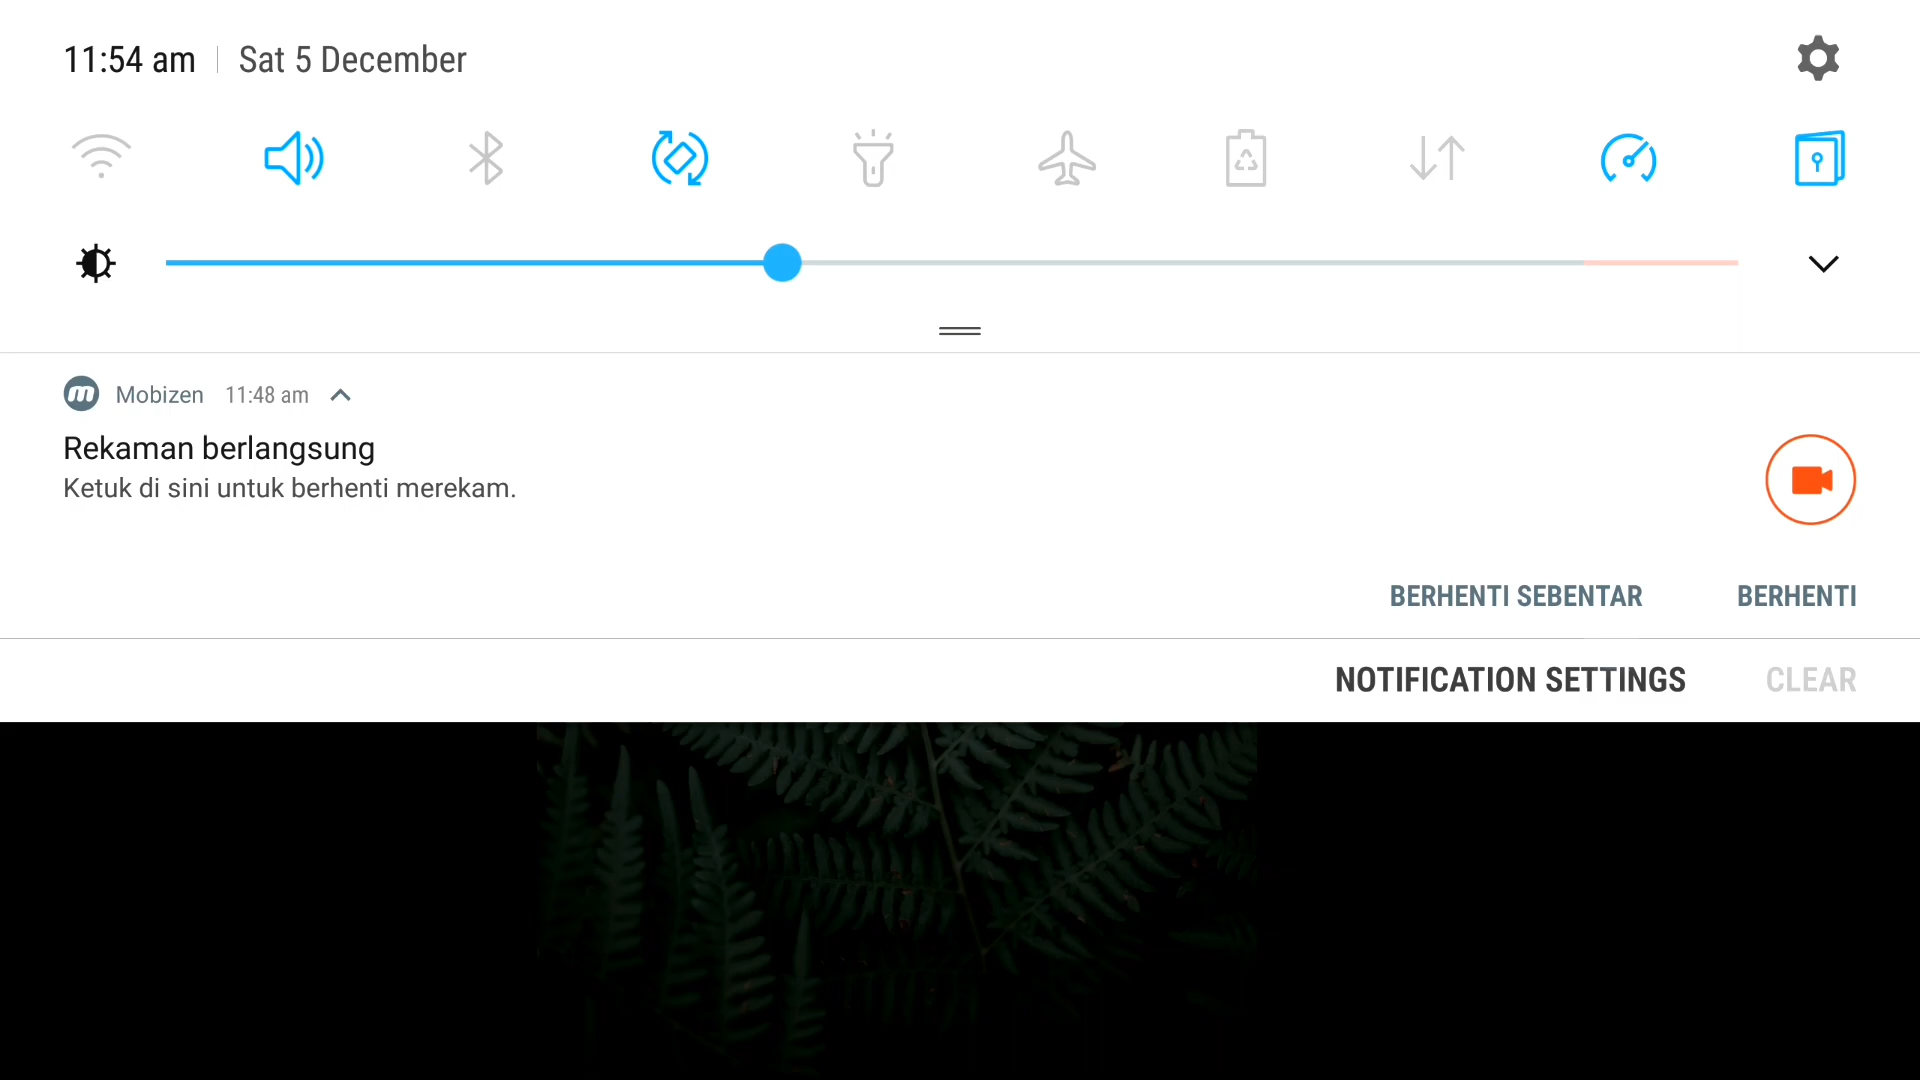 11:54 am | Sat 5 December
Mobizen 11:48 am
Rekaman berlangsung
Ketuk di sini untuk berhenti merekam.
BERHENTI SEBENTAR BERHENTI
NOTIFICATION SETTINGS CLEAR